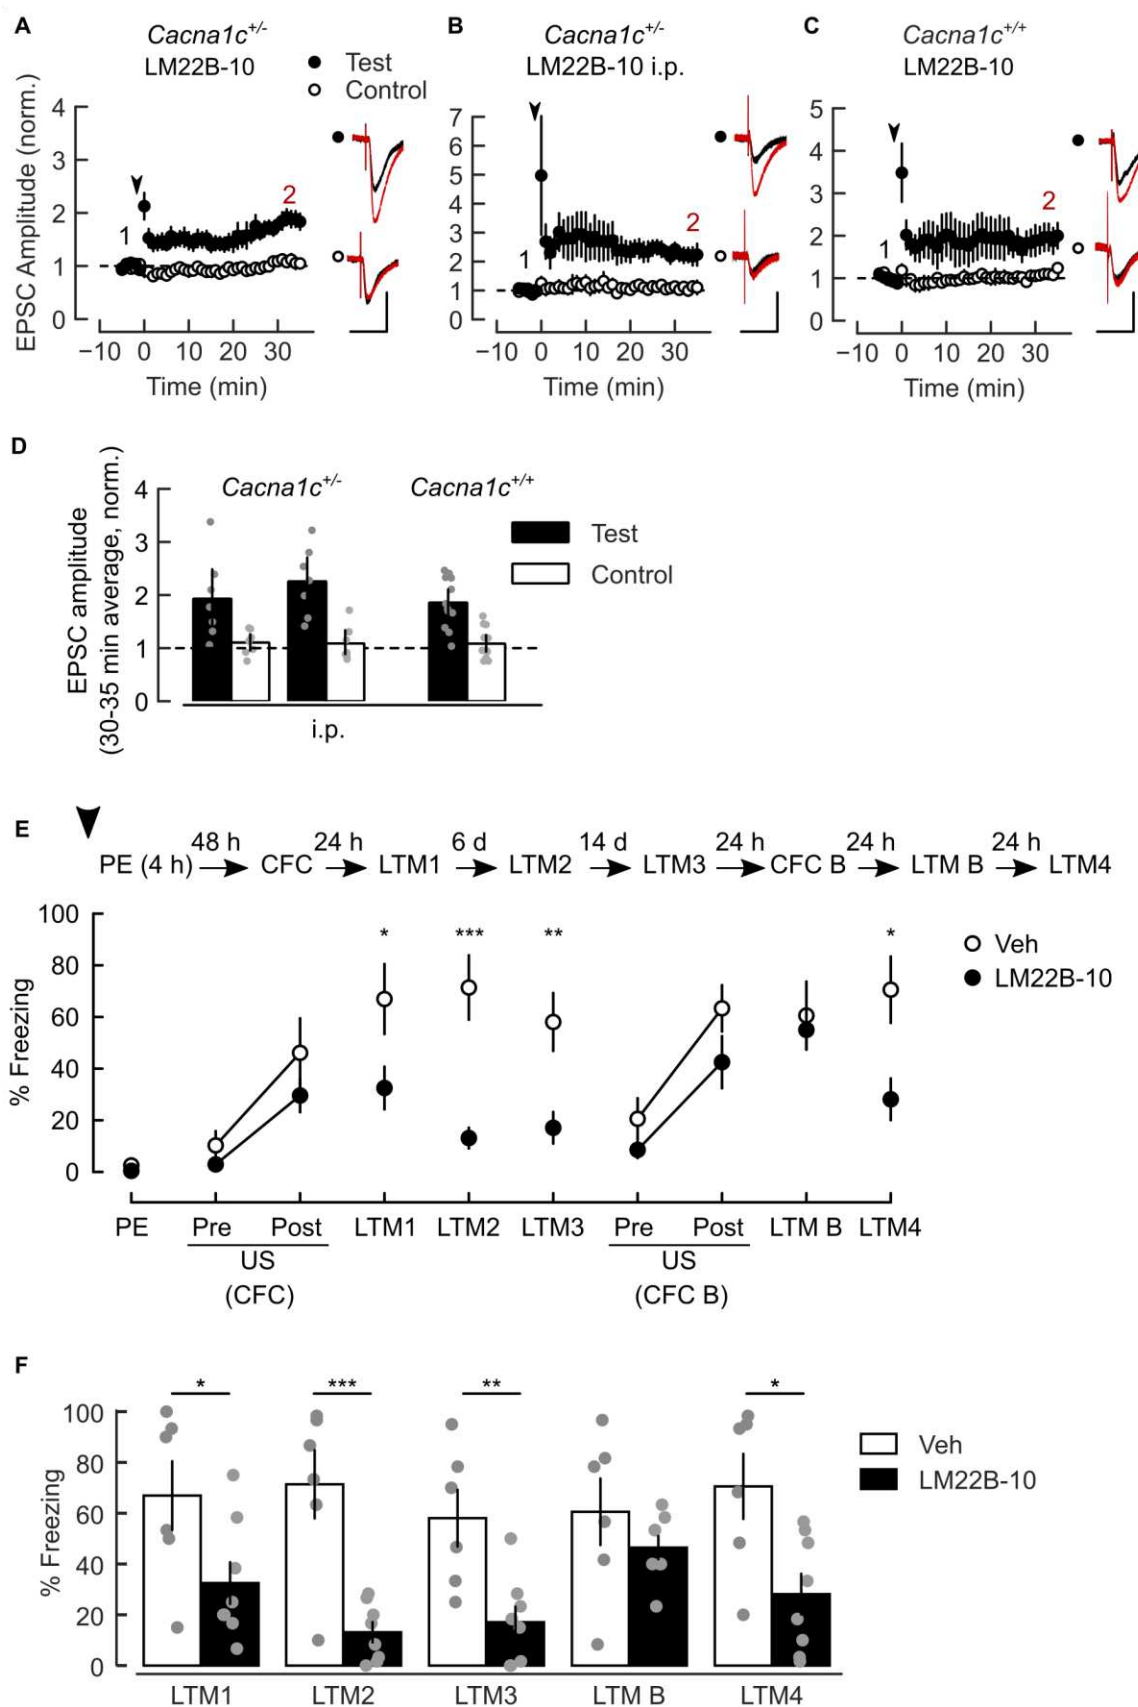 A
Cacna1c+/-
LM22B-10
Test
Control
EPSC Amplitude (norm.)
4
3
2
1
0
1
2
−10 0 10 20 30
Time (min)
B
Cacna1c+/-
LM22B-10 i.p.
7
6
5
4
3
2
1
0
1
2
−10 0 10 20 30
Time (min)
C
Cacna1c+/+
LM22B-10
5
4
3
2
1
0
1
2
−10 0 10 20 30
Time (min)
D
EPSC amplitude
(30-35 min average, norm.)
4
3
2
1
0
Cacna1c+/-
Cacna1c+/+
Test
Control
i.p.
E
48 h 24 h 6 d 14 d 24 h 24 h 24 h
PE (4 h) CFC LTM1 LTM2 LTM3 CFC B LTM B LTM4
% Freezing
100
80
60
40
20
0
* *** ** *
Veh
LM22B-10
PE Pre Post LTM1 LTM2 LTM3 Pre Post LTM B LTM4
US US
(CFC) (CFC B)
F
* *** ** *
% Freezing
100
80
60
40
20
0
Veh
LM22B-10
LTM1 LTM2 LTM3 LTM B LTM4